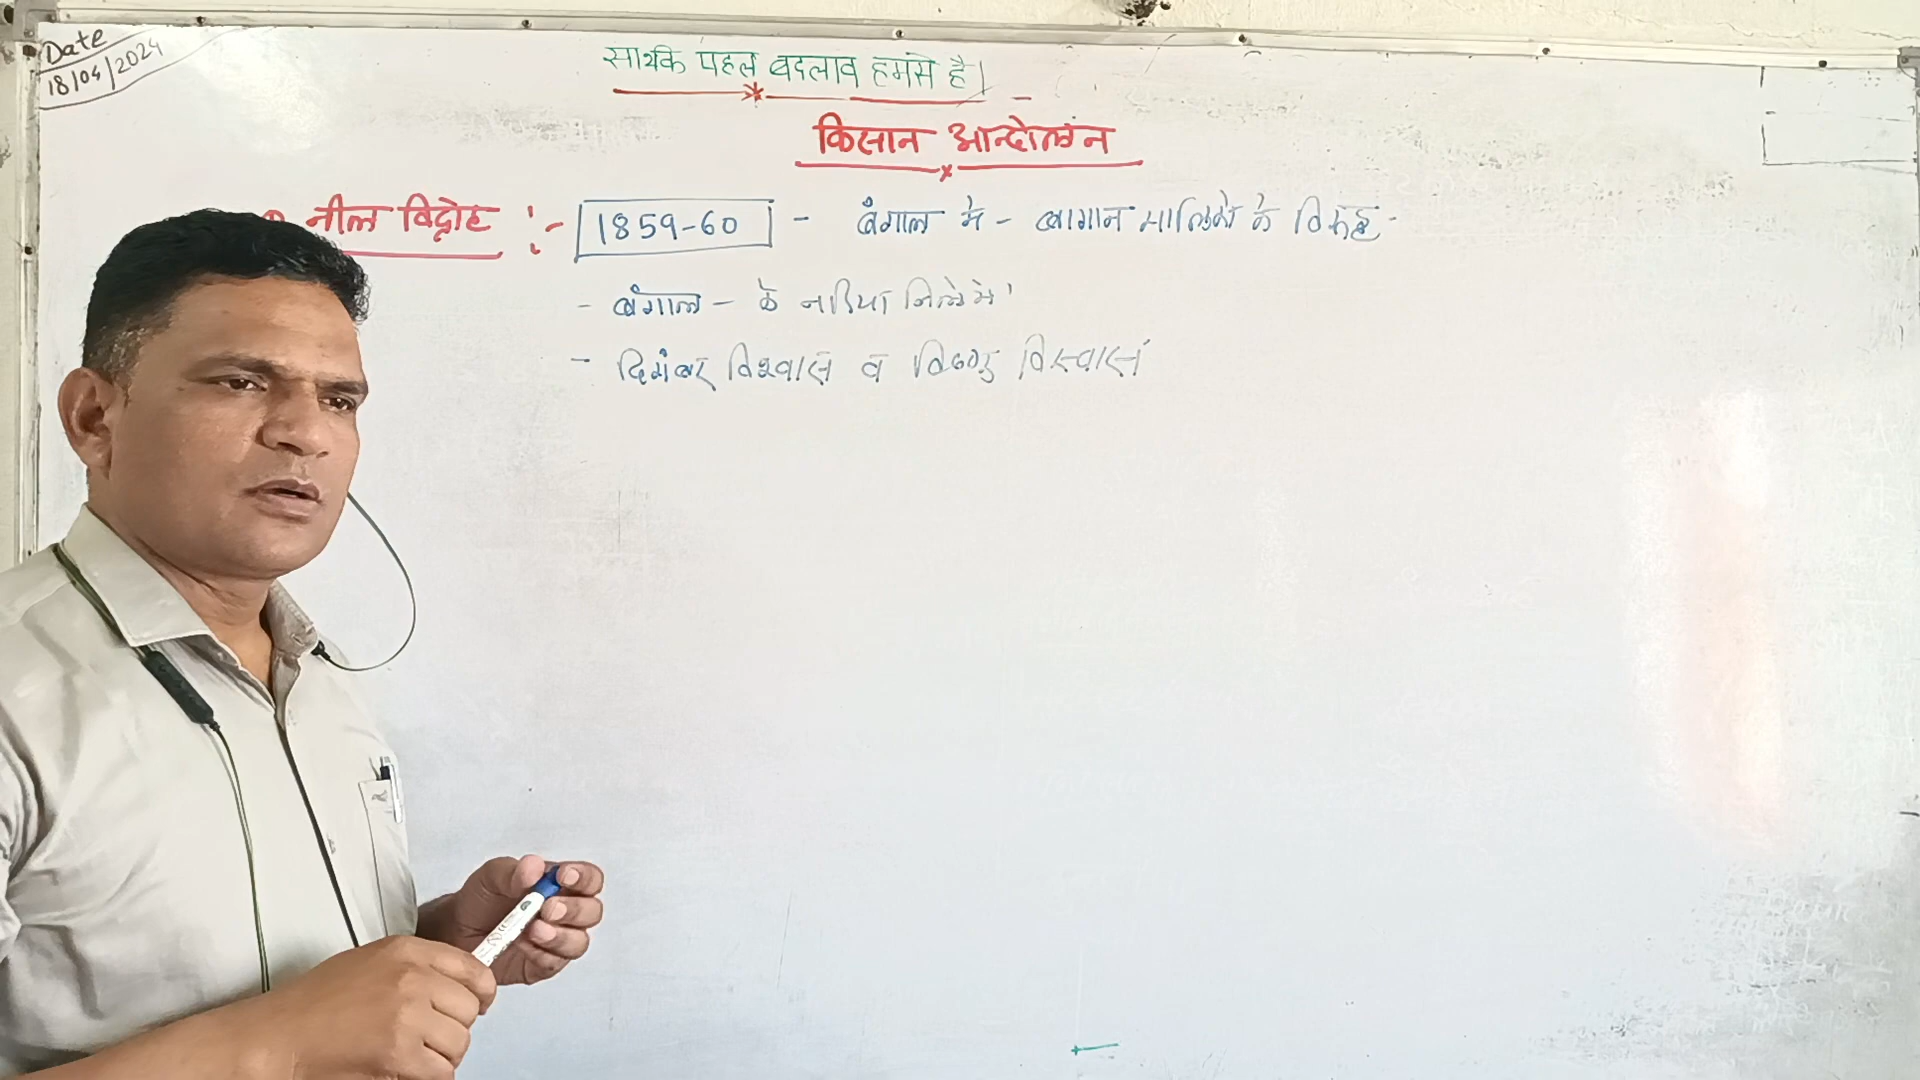 Date
18/04/2024
सार्थक पहल बदलाव हमसे है।
किसान आन्दोलन
नील विद्रोह :- 1859-60 - बंगाल में - बागान मालिकों के विरुद्ध -
- बंगाल - के नदिया जिले में'
- दिगंबर विश्वास व विष्णु विस्वास